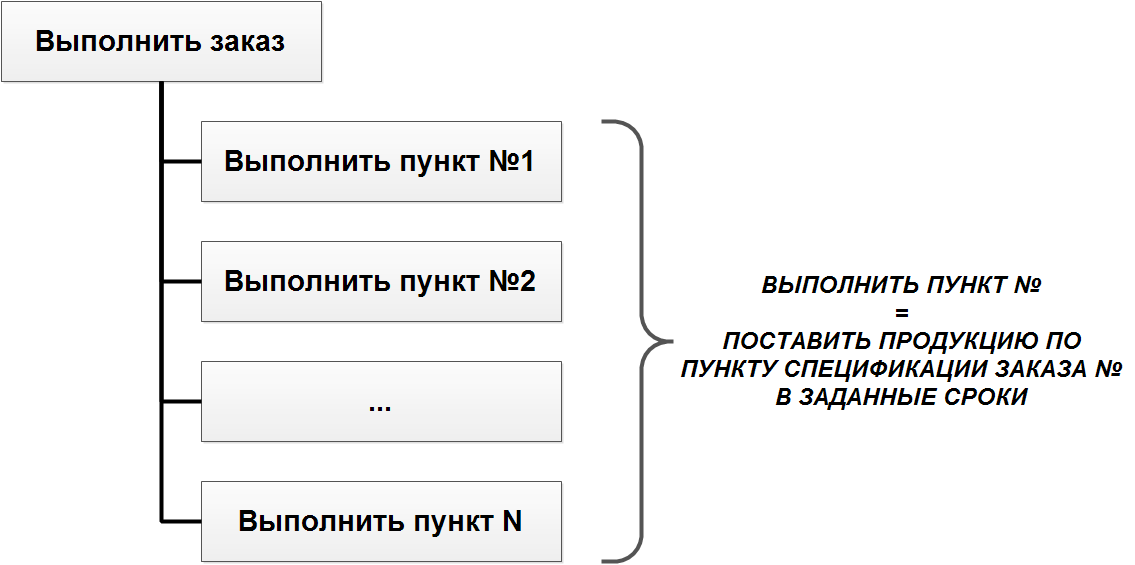 Выполнить заказ
Выполнить пункт №1
Выполнить пункт №2
...
Выполнить пункт N
ВЫПОЛНИТЬ ПУНКТ №
=
ПОСТАВИТЬ ПРОДУКЦИЮ ПО
ПУНКТУ СПЕЦИФИКАЦИИ ЗАКАЗА №
В ЗАДАННЫЕ СРОКИ